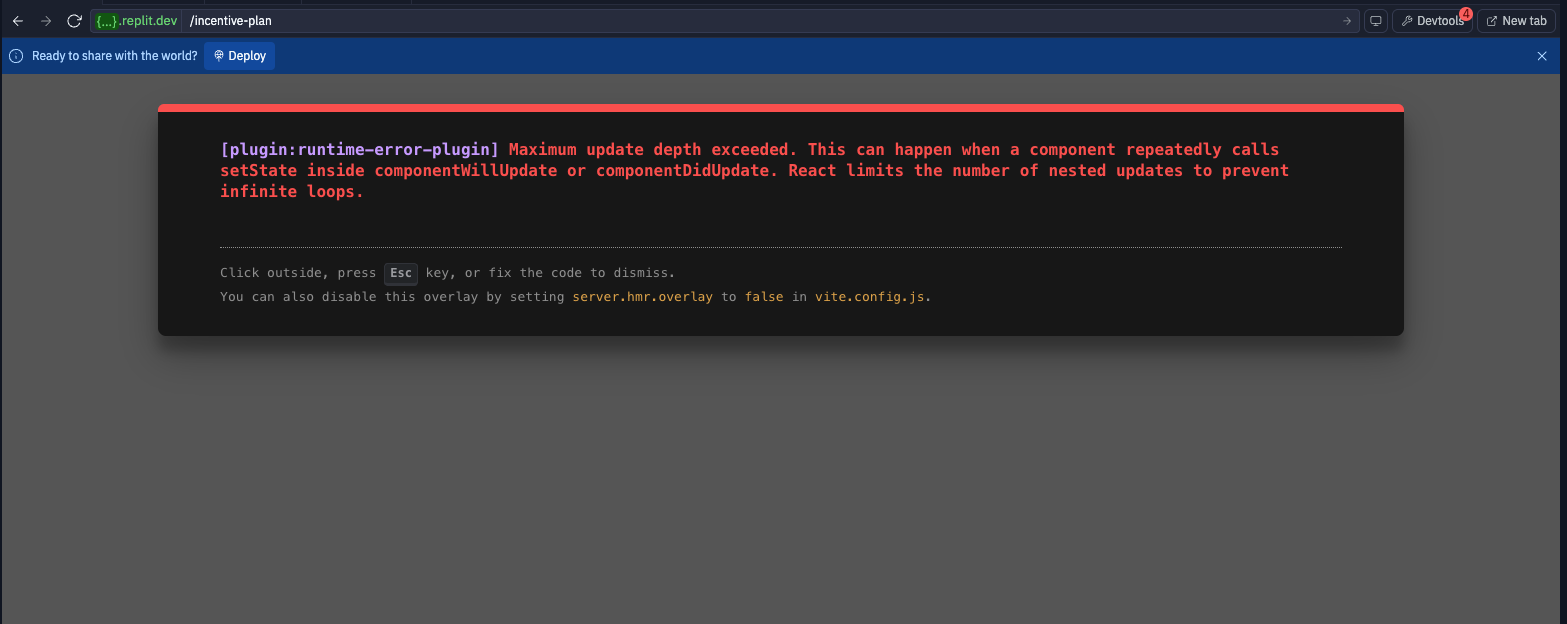 {...}.replit.dev /incentive-plan Devtools 4 New tab
Ready to share with the world? Deploy
[plugin:runtime-error-plugin] Maximum update depth exceeded. This can happen when a component repeatedly calls
setState inside componentWillUpdate or componentDidUpdate. React limits the number of nested updates to prevent
infinite loops.
Click outside, press Esc key, or fix the code to dismiss.
You can also disable this overlay by setting server.hmr.overlay to false in vite.config.js.